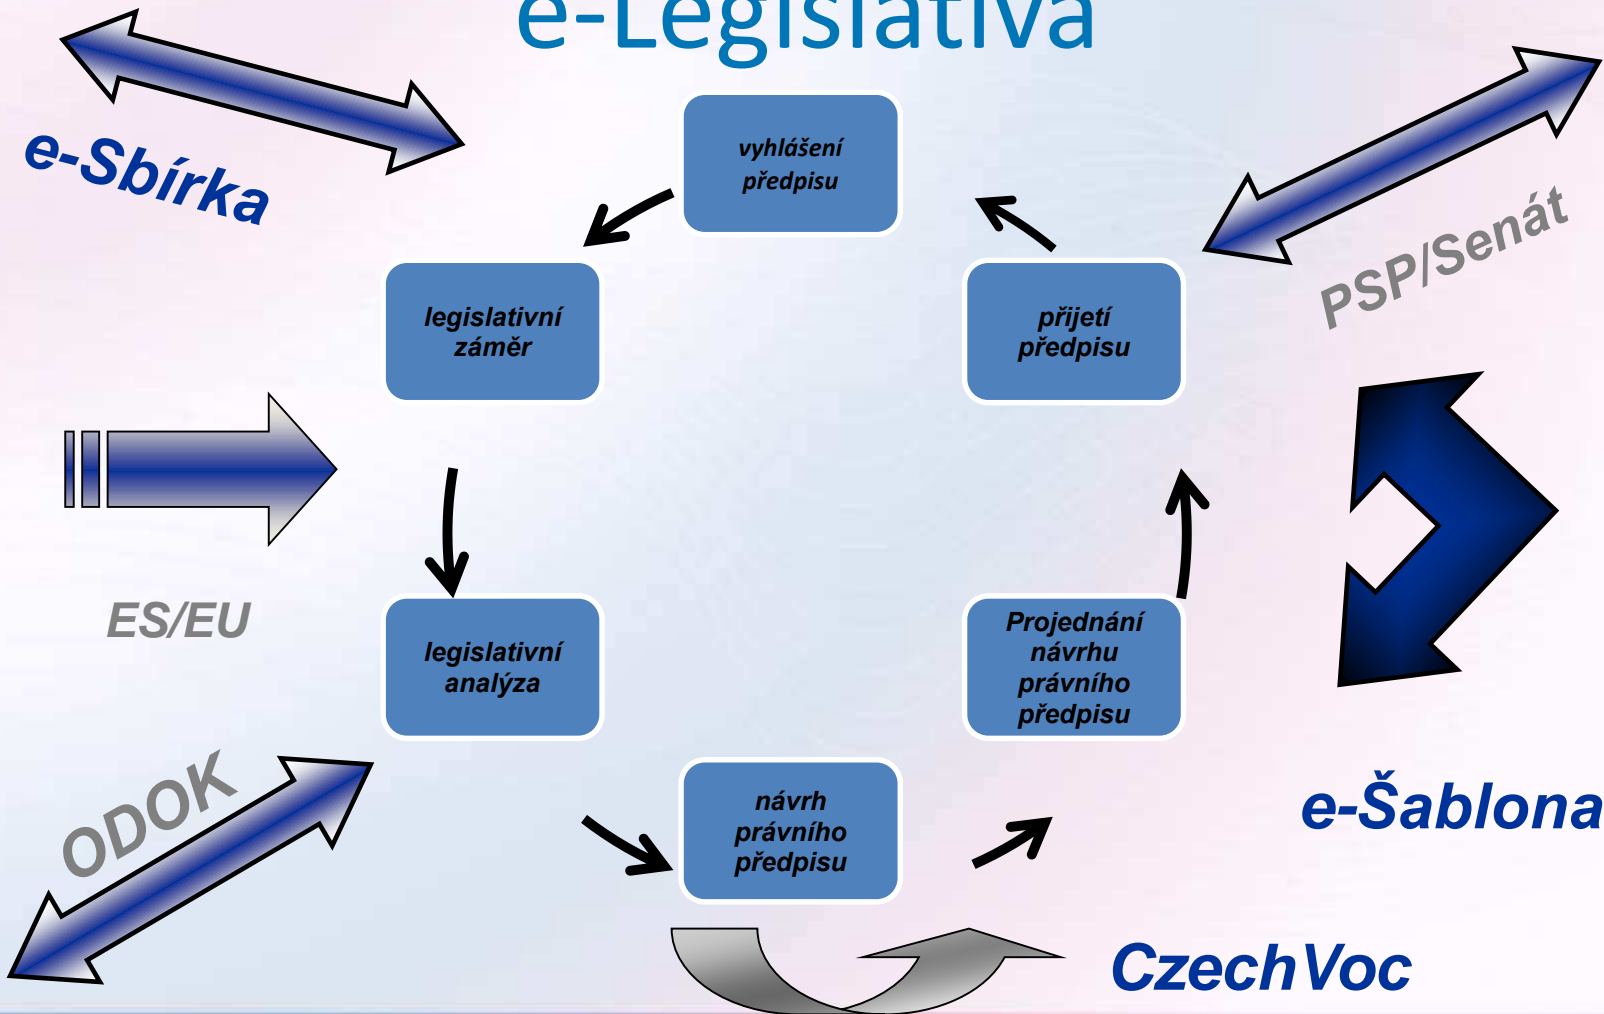 e-Legislativa
e-Sbírka
vyhlášení
předpisu
PSP/Senát
legislativní
záměr
přijetí
předpisu
ES/EU
legislativní
analýza
Projednání
návrhu
právního
předpisu
ODOK
návrh
právního
předpisu
e-Šablona
CzechVoc